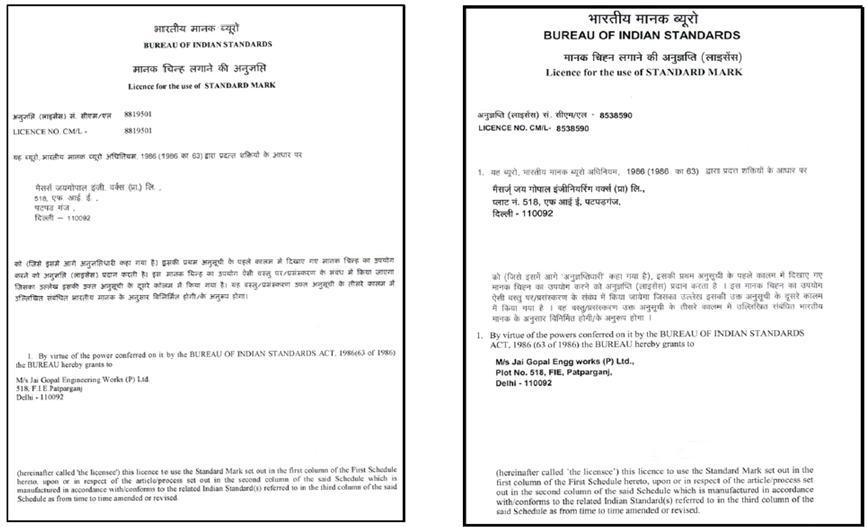 भारतीय मानक ब्यूरो
BUREAU OF INDIAN STANDARDS
मानक चिन्ह लगाने की अनुज्ञप्ति
Licence for the use of STANDARD MARK
अनुज्ञप्ति (लाइसेंस) सं. सीएम/एल 8819501
LICENCE NO. CM/L - 8819501
यह ब्यूरो, भारतीय मानक ब्यूरो अधिनियम, 1986 (1986 का 63) द्वारा प्रदत्त शक्तियों के आधार पर
मैसर्स जयगोपाल इंजी. वर्क्स (प्रा.) लि.,
518, एफ. आई. ई.,
पटपड़ गंज,
दिल्ली – 110092
को (जिसे इसमें आगे अनुज्ञप्तिधारी कहा गया है) इसकी प्रथम अनुसूची के पहले कालम में दिखाए गए मानक चिन्ह का उपयोग
करने को अनुज्ञप्ति (लाइसेंस) प्रदान करती है। इस मानक चिन्ह का उपयोग ऐसी वस्तु पर/प्रसंस्करण के संबंध में किया जाएगा
जिसका उल्लेख इसकी उक्त अनुसूची के दूसरे कॉलम में किया गया है। यह वस्तु/प्रसंस्करण उक्त अनुसूची के तीसरे कालम में
उल्लिखित संबंधित भारतीय मानक के अनुसार विनिर्मित होगी/के अनुरूप होगा।
1. By virtue of the power conferred on it by the BUREAU OF INDIAN STANDARDS ACT, 1986(63 of 1986)
the BUREAU hereby grants to
M/s Jai Gopal Engineering Works (P) Ltd.
518, F.I.E.Patparganj
Delhi - 110092
(hereinafter called 'the licensee') this licence to use the Standard Mark set out in the first column of the First Schedule
hereto, upon or in respect of the article/process set out in the second column of the said Schedule which is
manufactured in accordance with/conforms to the related Indian Standard(s) referred to in the third column of the said
Schedule as from time to time amended or revised.
भारतीय मानक ब्यूरो
BUREAU OF INDIAN STANDARDS
मानक चिह्न लगाने की अनुज्ञप्ति (लाइसेंस)
Licence for the use of STANDARD MARK
अनुज्ञप्ति (लाइसेंस) सं. सीएम/एल - 8538590
LICENCE NO. CM/L- 8538590
1. यह ब्यूरो, भारतीय मानक ब्यूरो अधिनियम, 1986 (1986 का 63) द्वारा प्रदत्त शक्तियों के आधार पर
मैसर्ज़ जय गोपाल इंजीनियरिंग वर्क्स (प्रा) लि.,
प्लाट नं. 518, एफ आई ई, पटपड़गंज,
दिल्ली - 110092
को (जिसे इसमें आगे 'अनुज्ञप्तिधारी' कहा गया है), इसकी प्रथम अनुसूची के पहले कालम में दिखाए गए
मानक चिह्न का उपयोग करने को अनुज्ञप्ति (लाइसेंस) प्रदान करता है । इस मानक चिह्न का उपयोग
ऐसी वस्तु पर/प्रसंस्करण के संबंध में किया जायेगा जिसका उल्लेख इसकी उक्त अनुसूची के दूसरे कालम
में किया गया है । वह वस्तु/प्रसंस्करण उक्त अनुसूची के तीसरे कालम में उल्लिखित संबंधित भारतीय
मानक के अनुसार विनिर्मित होगी/के अनुरूप होगा ।
1. By virtue of the powers conferred on it by the BUREAU OF INDIAN STANDARDS
ACT, 1986 (63 of 1986) the BUREAU hereby grants to
M/s Jai Gopal Engg works (P) Ltd.,
Plot No. 518, FIE, Patparganj,
Delhi - 110092
(hereinafter called 'the licensee') this licence to use the Standard Mark set out in the
first column of the First Schedule hereto, upon or in respect of the article/process set
out in the second column of the said Schedule which is manufactured in accordance
with/conforms to the related Indian Standard(s) referred to in the third column of the
said Schedule as from time to time amended or revised.